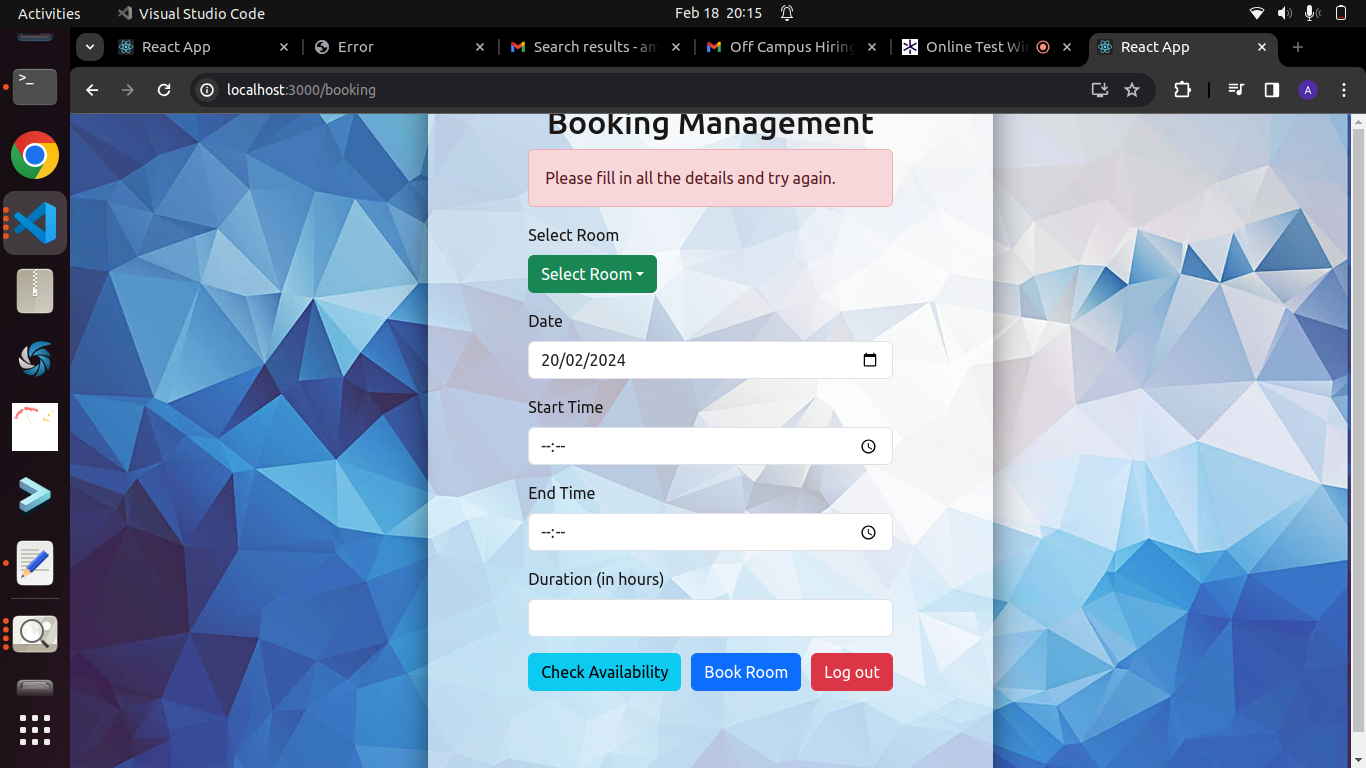 Activities
Visual Studio Code
Feb 18 20:15
React App
Error
Search results - am
Off Campus Hiring
Online Test Wi
React App
localhost:3000/booking
A
Booking Management
Please fill in all the details and try again.
Select Room
Select Room
Date
20/02/2024
Start Time
--:--
End Time
--:--
Duration (in hours)
Check Availability
Book Room
Log out